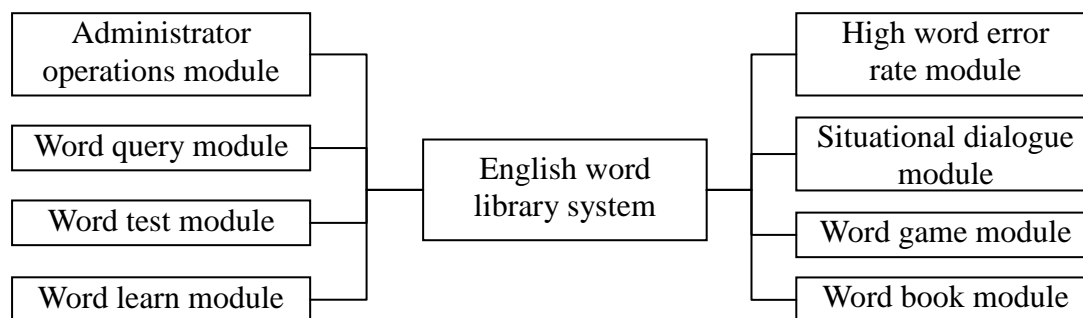 Administrator
operations module
Word query module
Word test module
Word learn module
English word
library system
High word error
rate module
Situational dialogue
module
Word game module
Word book module